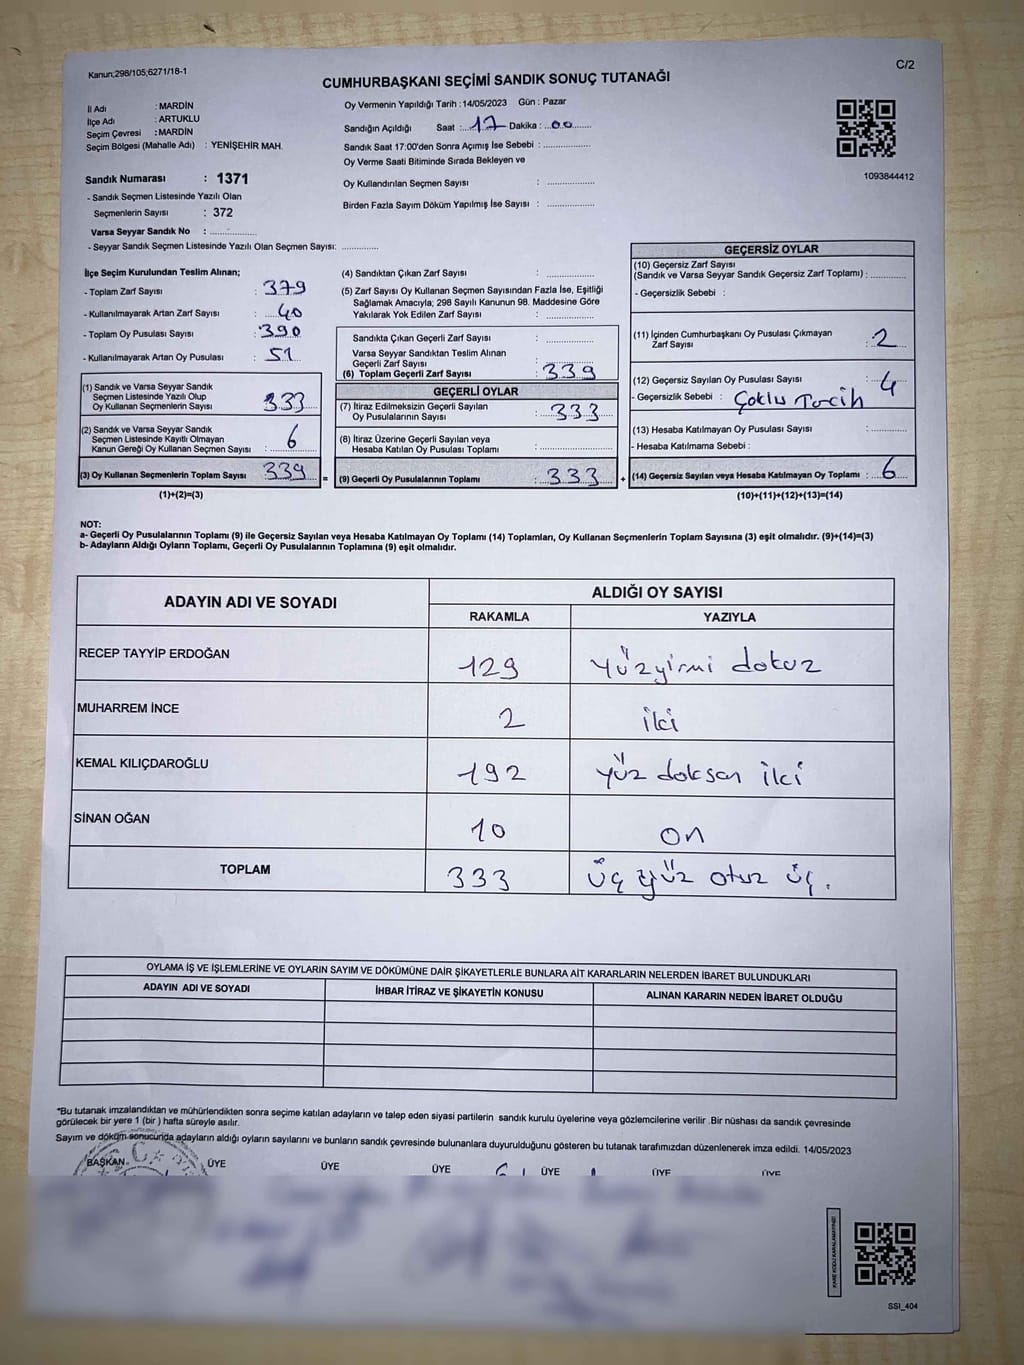 Kanun;298/105;6271/18-1
C/2
CUMHURBAŞKANI SEÇİMİ SANDIK SONUÇ TUTANAĞI
İl Adı : MARDİN
İlçe Adı : ARTUKLU
Seçim Çevresi : MARDİN
Seçim Bölgesi (Mahalle Adı) : YENİŞEHİR MAH.
Sandık Numarası : 1371
- Sandık Seçmen Listesinde Yazılı Olan
Seçmenlerin Sayısı : 372
Varsa Seyyar Sandık No :
- Seyyar Sandık Seçmen Listesinde Yazılı Olan Seçmen Sayısı:
Oy Vermenin Yapıldığı Tarih : 14/05/2023 Gün : Pazar
Sandığın Açıldığı Saat : 17 Dakika : 00
Sandık Saat 17:00'den Sonra Açımış İse Sebebi :
Oy Verme Saati Bitiminde Sırada Bekleyen ve
Oy Kullandırılan Seçmen Sayısı :
Birden Fazla Sayım Döküm Yapılmış İse Sayısı :
1093844412
İlçe Seçim Kurulundan Teslim Alınan;
- Toplam Zarf Sayısı : 379
- Kullanılmayarak Artan Zarf Sayısı : 40
- Toplam Oy Pusulası Sayısı : 390
- Kullanılmayarak Artan Oy Pusulası : 51
(1) Sandık ve Varsa Seyyar Sandık
Seçmen Listesinde Yazılı Olup
Oy Kullanan Seçmenlerin Sayısı 333
(2) Sandık ve Varsa Seyyar Sandık
Seçmen Listesinde Kayıtlı Olmayan
Kanun Gereği Oy Kullanan Seçmen Sayısı : 6
(3) Oy Kullanan Seçmenlerin Toplam Sayısı 339
(1)+(2)=(3)
(4) Sandıktan Çıkan Zarf Sayısı :
(5) Zarf Sayısı Oy Kullanan Seçmen Sayısından Fazla İse, Eşitliği
Sağlamak Amacıyla; 298 Sayılı Kanunun 98. Maddesine Göre
Yakılarak Yok Edilen Zarf Sayısı :
Sandıkta Çıkan Geçerli Zarf Sayısı :
Varsa Seyyar Sandıktan Teslim Alınan
Geçerli Zarf Sayısı :
(6) Toplam Geçerli Zarf Sayısı : 339
GEÇERLİ OYLAR
(7) İtiraz Edilmeksizin Geçerli Sayılan
Oy Pusulalarının Sayısı : 333
(8) İtiraz Üzerine Geçerli Sayılan veya
Hesaba Katılan Oy Pusulası Toplamı :
= (9) Geçerli Oy Pusulalarının Toplamı : 333 +
GEÇERSİZ OYLAR
(10) Geçersiz Zarf Sayısı
(Sandık ve Varsa Seyyar Sandık Geçersiz Zarf Toplamı) :
- Geçersizlik Sebebi :
(11) İçinden Cumhurbaşkanı Oy Pusulası Çıkmayan
Zarf Sayısı : 2
(12) Geçersiz Sayılan Oy Pusulası Sayısı : 4
- Geçersizlik Sebebi : Çoklu Tercih
(13) Hesaba Katılmayan Oy Pusulası Sayısı :
- Hesaba Katılmama Sebebi :
(14) Geçersiz Sayılan veya Hesaba Katılmayan Oy Toplamı : 6
(10)+(11)+(12)+(13)=(14)
NOT:
a- Geçerli Oy Pusulalarının Toplamı (9) ile Geçersiz Sayılan veya Hesaba Katılmayan Oy Toplamı (14) Toplamları, Oy Kullanan Seçmenlerin Toplam Sayısına (3) eşit olmalıdır. (9)+(14)=(3)
b- Adayların Aldığı Oyların Toplamı, Geçerli Oy Pusulalarının Toplamına (9) eşit olmalıdır.
ADAYIN ADI VE SOYADI
ALDIĞI OY SAYISI
RAKAMLA YAZIYLA
RECEP TAYYİP ERDOĞAN 129 yüzyirmi dokuz
MUHARREM İNCE 2 iki
KEMAL KILIÇDAROĞLU 192 yüz doksan iki
SİNAN OĞAN 10 on
TOPLAM 333 üç yüz otuz üç.
OYLAMA İŞ VE İŞLEMLERİNE VE OYLARIN SAYIM VE DÖKÜMÜNE DAİR ŞİKAYETLERLE BUNLARA AİT KARARLARIN NELERDEN İBARET BULUNDUKLARI
ADAYIN ADI VE SOYADI İHBAR İTİRAZ VE ŞİKAYETİN KONUSU ALINAN KARARIN NEDEN İBARET OLDUĞU
*Bu tutanak imzalandıktan ve mühürlendikten sonra seçime katılan adayların ve talep eden siyasi partilerin sandık kurulu üyelerine veya gözlemcilerine verilir .Bir nüshası da sandık çevresinde
görülecek bir yere 1 (bir ) hafta süreyle asılır.
Sayım ve döküm sonucunda adayların aldığı oyların sayılarını ve bunların sandık çevresinde bulunanlara duyurulduğunu gösteren bu tutanak tarafımızdan düzenlenerek imza edildi. 14/05/2023
BAŞKAN ÜYE ÜYE ÜYE ÜYE ÜYE ÜYE
SSI_404